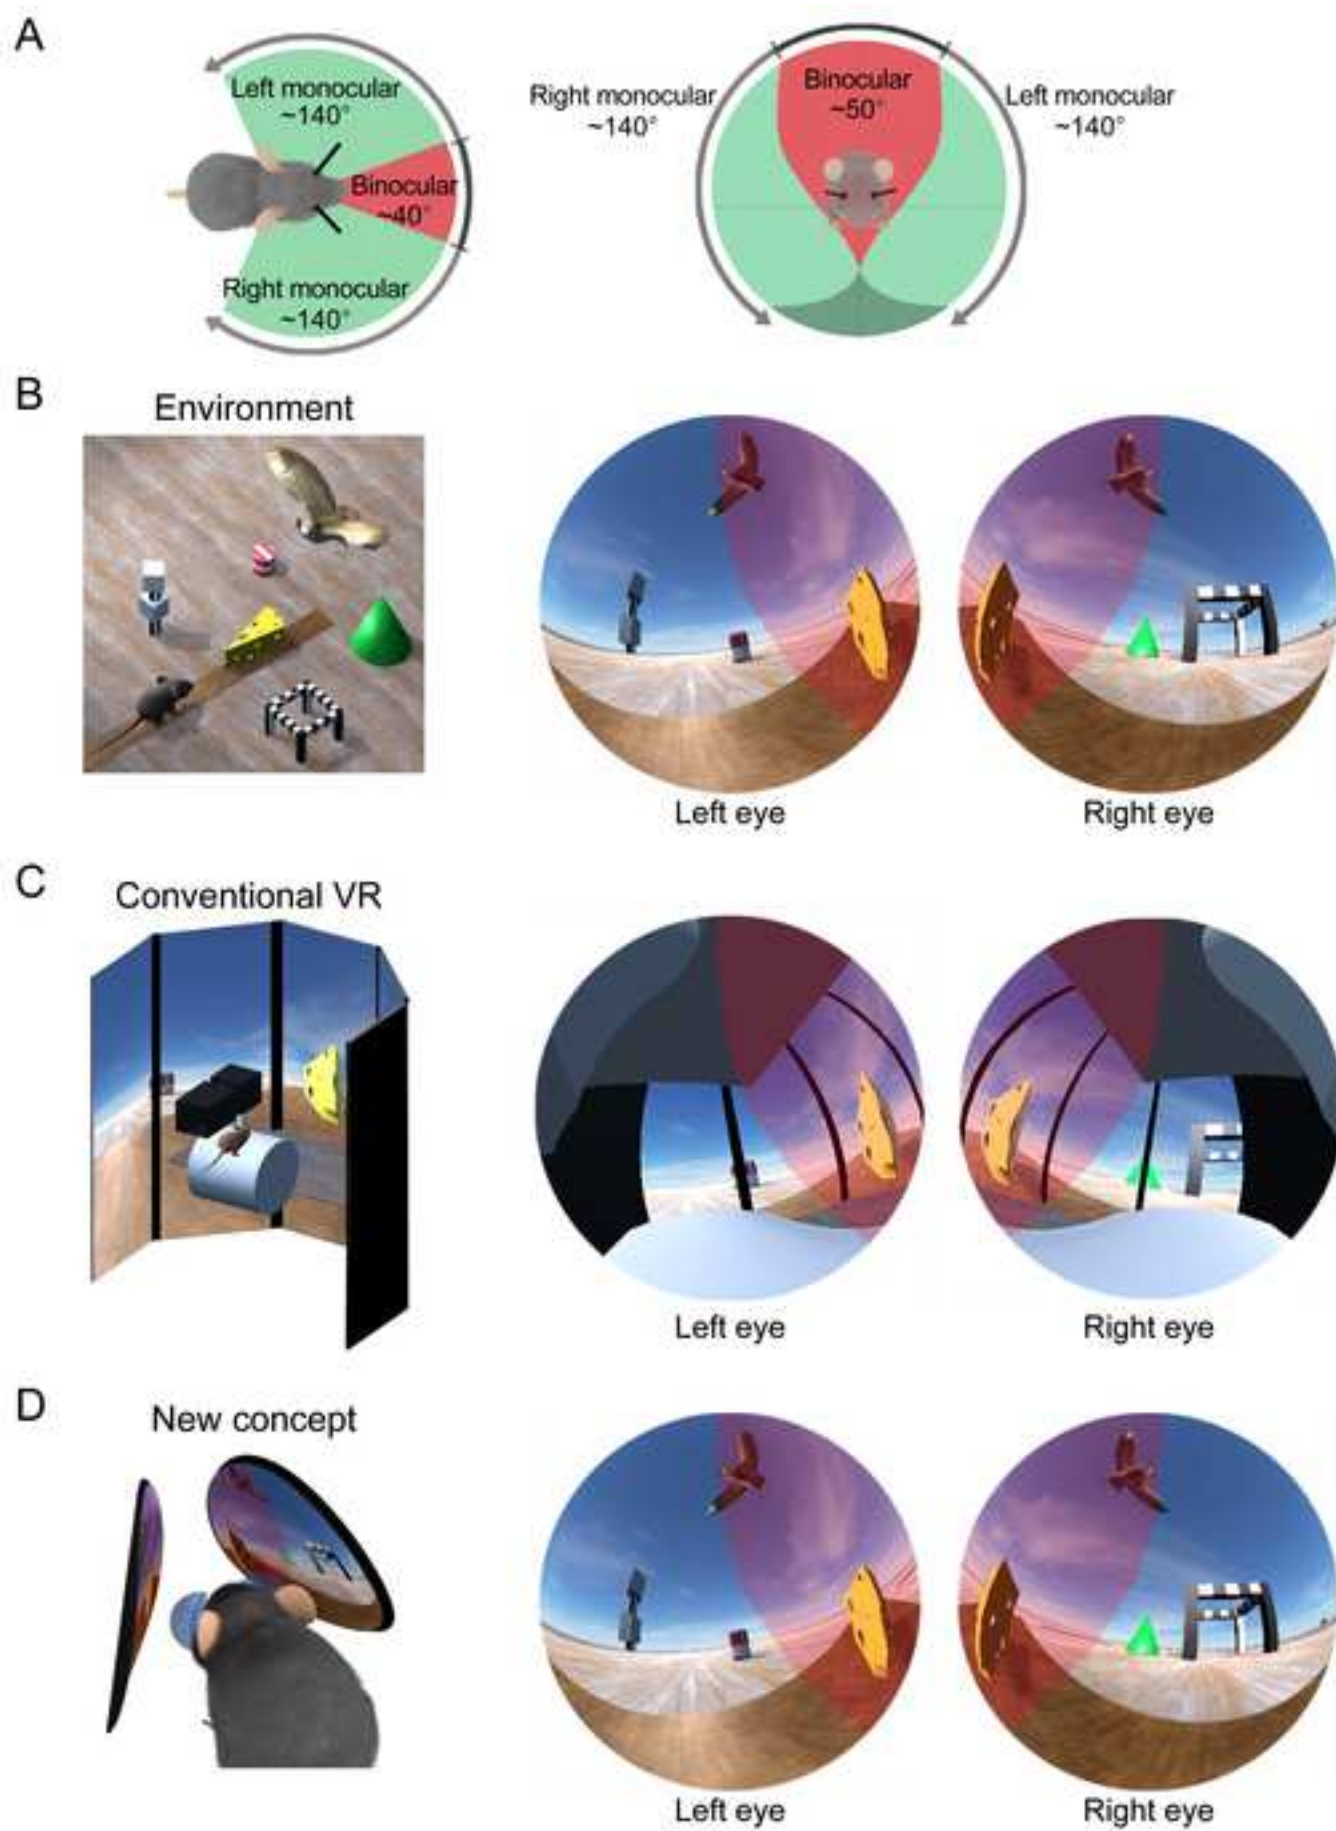 A
Left monocular
~140°
Binocular
~40°
Right monocular
~140°
Right monocular
~140°
Binocular
~50°
Left monocular
~140°
B
Environment
Left eye
Right eye
C
Conventional VR
Left eye
Right eye
D
New concept
Left eye
Right eye